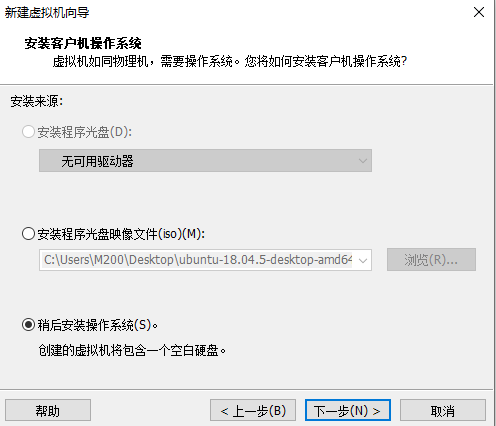 新建虚拟机向导
安装客户机操作系统
虚拟机如同物理机，需要操作系统。您将如何安装客户机操作系统?
安装来源:
安装程序光盘(D):
无可用驱动器
安装程序光盘映像文件(iso)(M):
C:\Users\M200\Desktop\ubuntu-18.04.5-desktop-amd64
浏览(R)...
稍后安装操作系统(S)。
创建的虚拟机将包含一个空白硬盘。
帮助
< 上一步(B)
下一步(N) >
取消